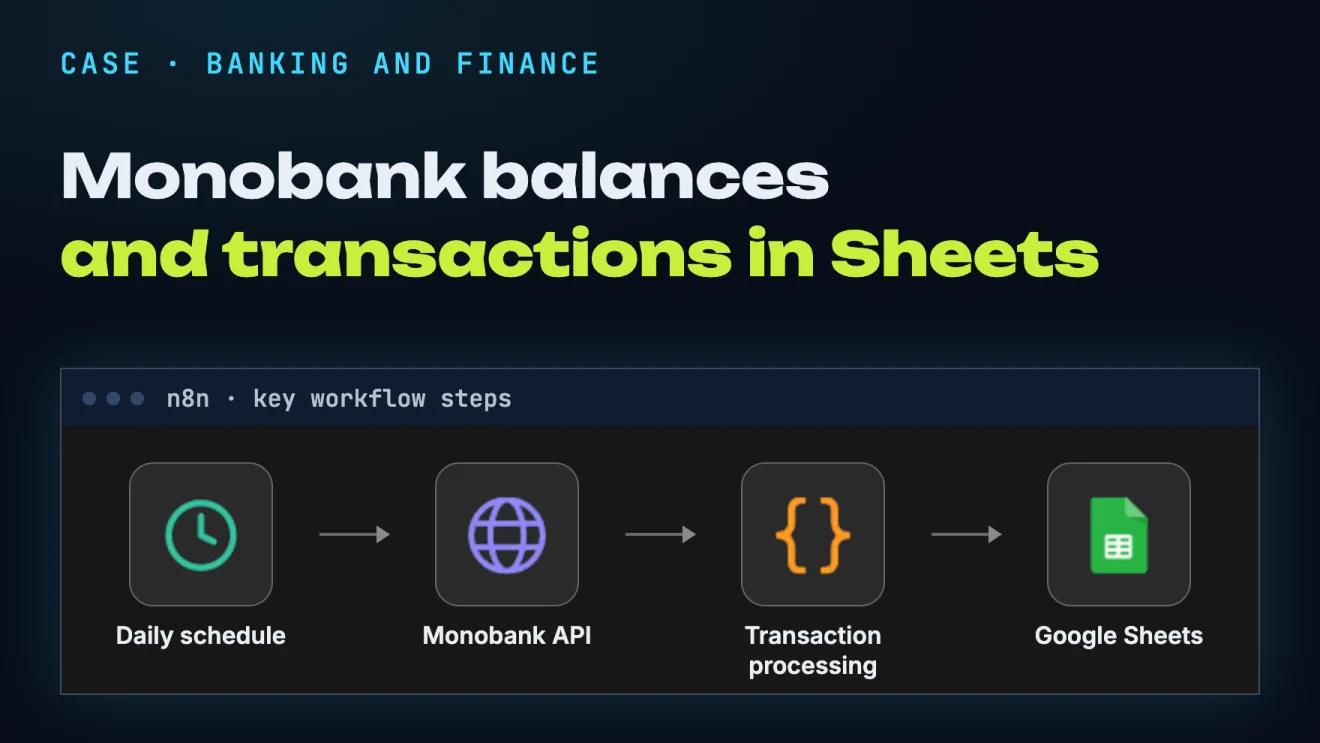 CASE · BANKING AND FINANCE
Monobank balances
and transactions in Sheets
n8n · key workflow steps
Daily schedule
Monobank API
Transaction
processing
Google Sheets